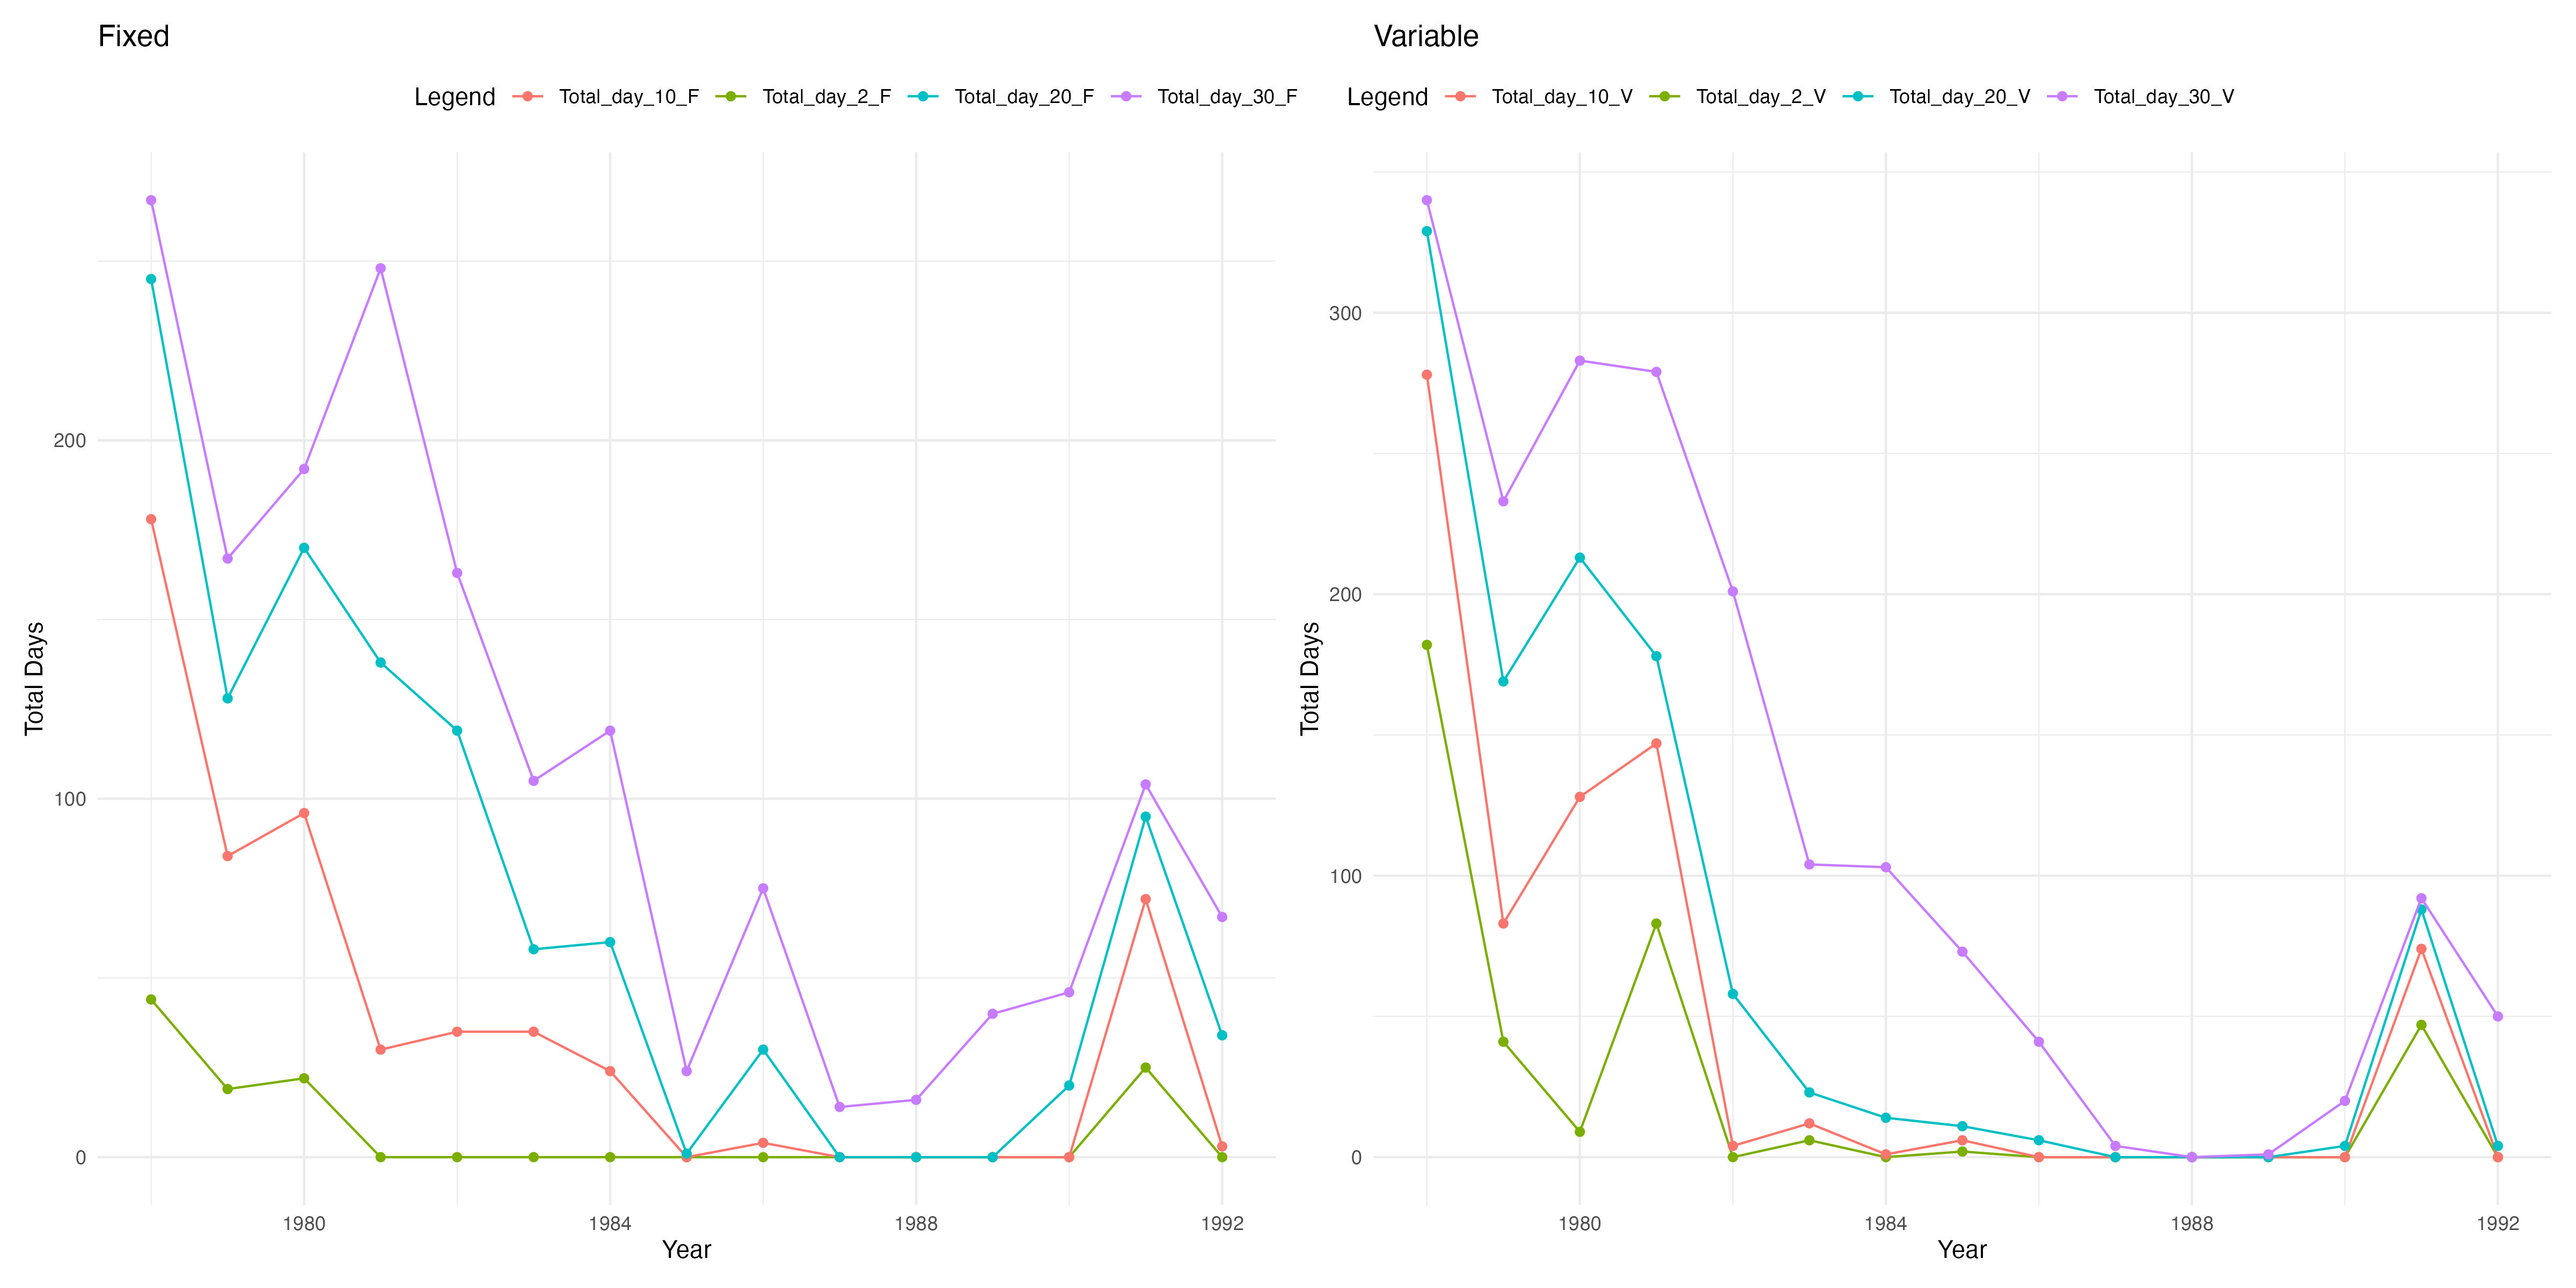 Fixed
Legend Total_day_10_F Total_day_2_F Total_day_20_F Total_day_30_F
200
100
0
Total Days
1980 1984 1988 1992
Year
Variable
Legend Total_day_10_V Total_day_2_V Total_day_20_V Total_day_30_V
300
200
100
0
Total Days
1980 1984 1988 1992
Year